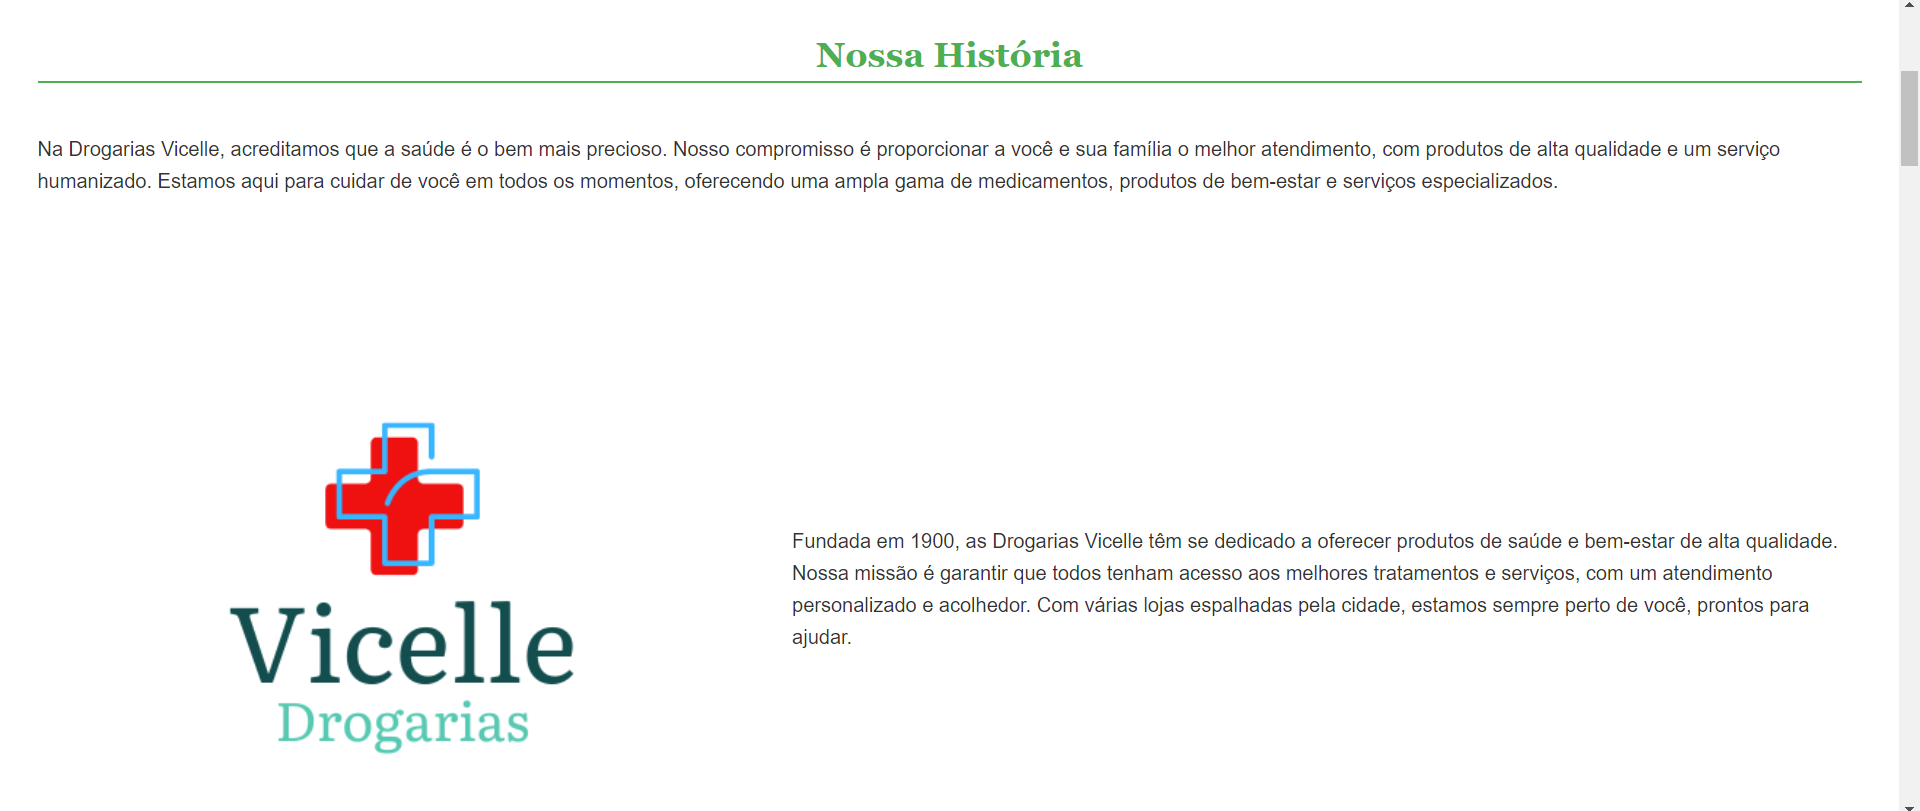 Nossa História
Na Drogarias Vicelle, acreditamos que a saúde é o bem mais precioso. Nosso compromisso é proporcionar a você e sua família o melhor atendimento, com produtos de alta qualidade e um serviço
humanizado. Estamos aqui para cuidar de você em todos os momentos, oferecendo uma ampla gama de medicamentos, produtos de bem-estar e serviços especializados.
Vicelle
Drogarias
Fundada em 1900, as Drogarias Vicelle têm se dedicado a oferecer produtos de saúde e bem-estar de alta qualidade.
Nossa missão é garantir que todos tenham acesso aos melhores tratamentos e serviços, com um atendimento
personalizado e acolhedor. Com várias lojas espalhadas pela cidade, estamos sempre perto de você, prontos para
ajudar.